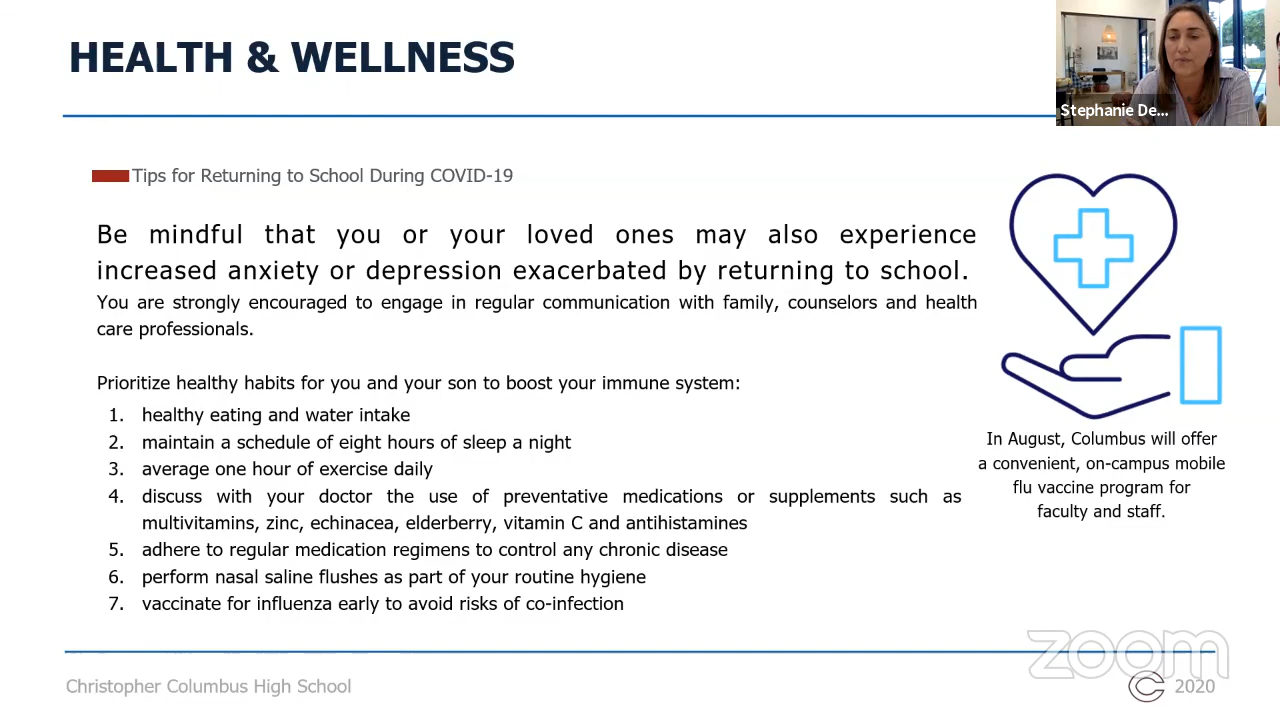 HEALTH & WELLNESS
Stephanie De...
Tips for Returning to School During COVID-19
Be mindful that you or your loved ones may also experience
increased anxiety or depression exacerbated by returning to school.
You are strongly encouraged to engage in regular communication with family, counselors and health
care professionals.
Prioritize healthy habits for you and your son to boost your immune system:
1. healthy eating and water intake
2. maintain a schedule of eight hours of sleep a night
3. average one hour of exercise daily
4. discuss with your doctor the use of preventative medications or supplements such as
multivitamins, zinc, echinacea, elderberry, vitamin C and antihistamines
5. adhere to regular medication regimens to control any chronic disease
6. perform nasal saline flushes as part of your routine hygiene
7. vaccinate for influenza early to avoid risks of co-infection
In August, Columbus will offer
a convenient, on-campus mobile
flu vaccine program for
faculty and staff.
zoom
Christopher Columbus High School
C 2020